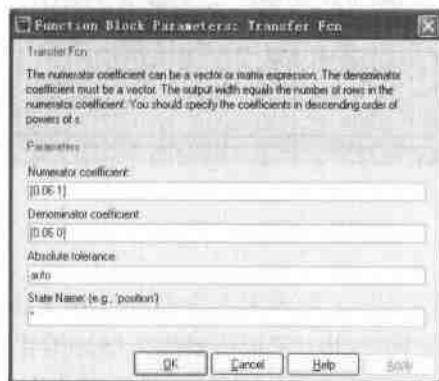 Function Block Parameters: Transfer Fcn
Transfer Fcn
The numerator coefficient can be a vector or matrix expression. The denominator
coefficient must be a vector. The output width equals the number of rows in the
numerator coefficient. You should specify the coefficients in descending order of
powers of s.
Parameters
Numerator coefficient:
[0.06 1]
Denominator coefficient:
[0.06 0]
Absolute tolerance:
auto
State Name: (e.g., 'position')
''
OK Cancel Help Apply